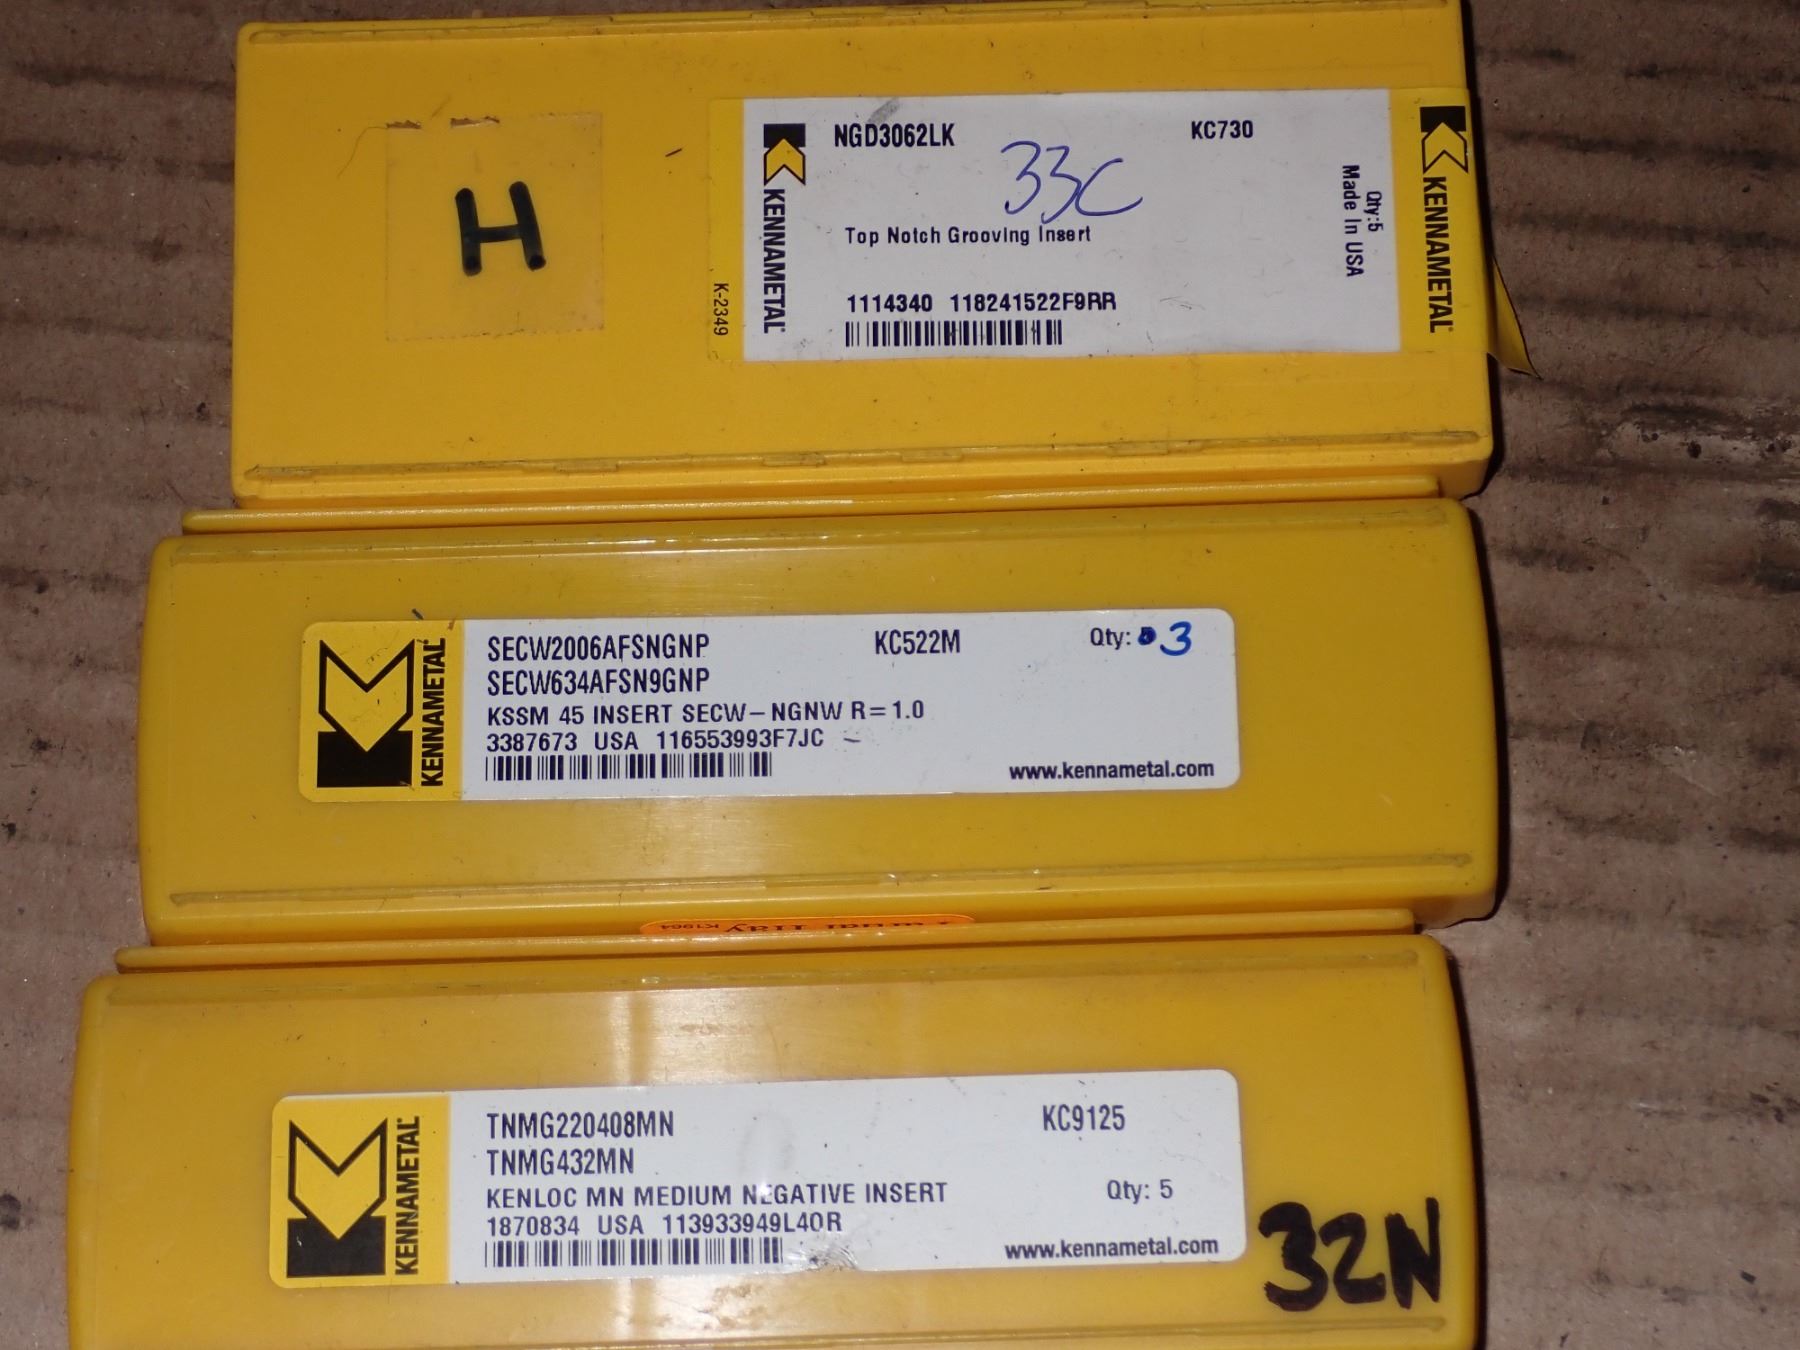 H
KENNAMETAL
K-2349
NGD3062LK KC730
33C
Top Notch Grooving Insert
1114340 118241522F9RR
Qty:5
Made In USA
KENNAMETAL
KENNAMETAL
SECW2006AFSNGNP KC522M Qty: 3
SECW634AFSN9GNP
KSSM 45 INSERT SECW-NGNW R=1.0
3387673 USA 116553993F7JC
www.kennametal.com
K1964
KENNAMETAL
TNMG220408MN KC9125
TNMG432MN
KENLOC MN MEDIUM NEGATIVE INSERT Qty: 5
1870834 USA 113933949L4OR
www.kennametal.com
32N